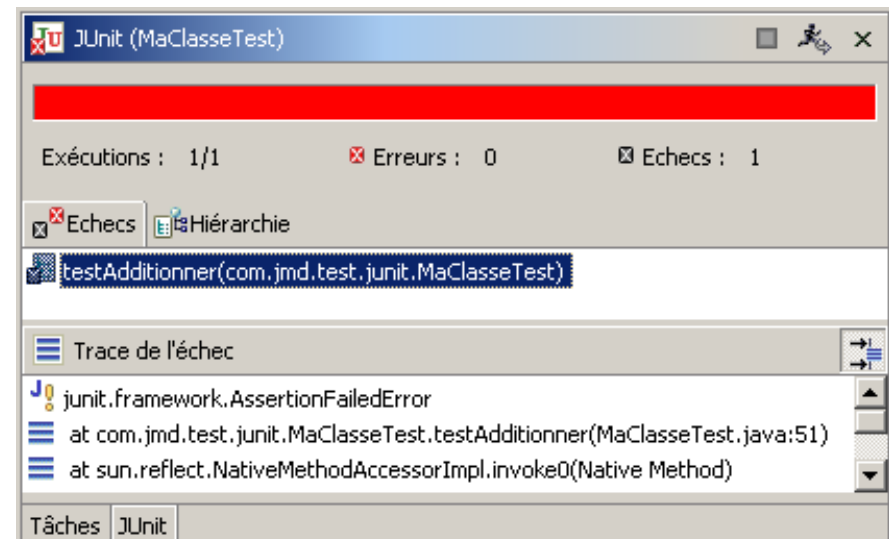 JUnit (MaClasseTest)
Exécutions : 1/1 Erreurs : 0 Echecs : 1
Echecs Hiérarchie
testAdditionner(com.jmd.test.junit.MaClasseTest)
Trace de l'échec
junit.framework.AssertionFailedError
at com.jmd.test.junit.MaClasseTest.testAdditionner(MaClasseTest.java:51)
at sun.reflect.NativeMethodAccessorImpl.invoke0(Native Method)
Tâches JUnit